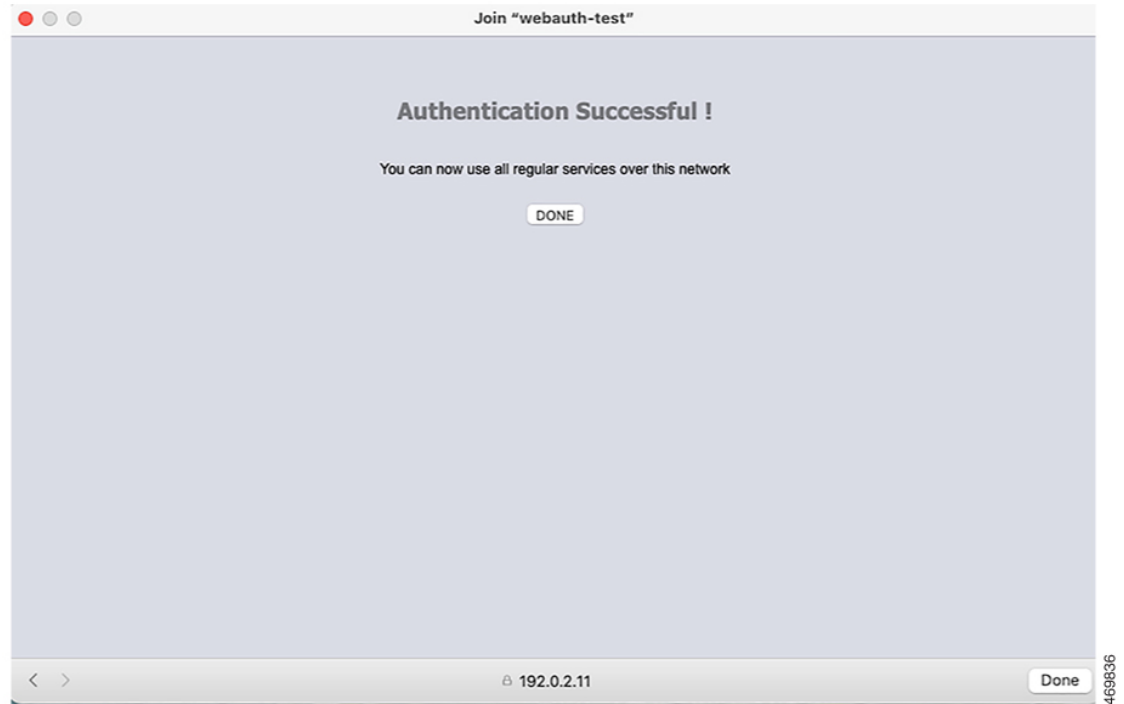 Join “webauth-test”
Authentication Successful !
You can now use all regular services over this network
DONE
192.0.2.11
Done
469836